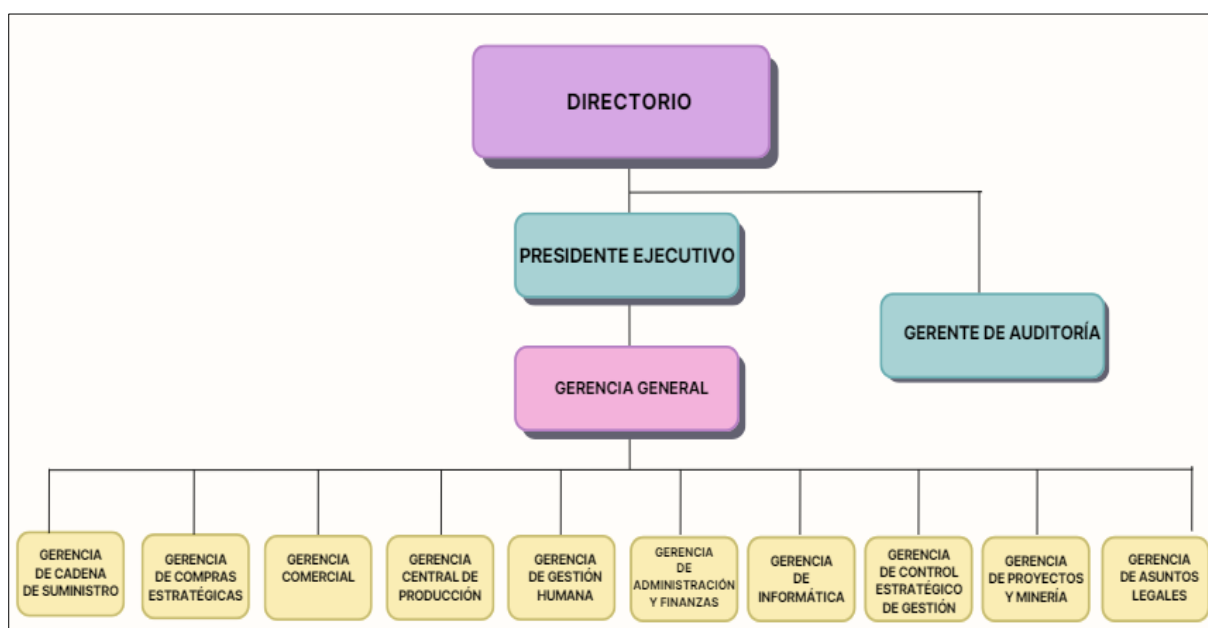 DIRECTORIO
PRESIDENTE EJECUTIVO
GERENTE DE AUDITORÍA
GERENCIA GENERAL
GERENCIA
DE CADENA
DE SUMINISTRO
GERENCIA
DE COMPRAS
ESTRATÉGICAS
GERENCIA
COMERCIAL
GERENCIA
CENTRAL DE
PRODUCCIÓN
GERENCIA
DE GESTIÓN
HUMANA
GERENCIA
DE
ADMINISTRACIÓN
Y FINANZAS
GERENCIA
DE
INFORMÁTICA
GERENCIA
DE CONTROL
ESTRATÉGICO
DE GESTIÓN
GERENCIA
DE PROYECTOS
Y MINERÍA
GERENCIA
DE ASUNTOS
LEGALES